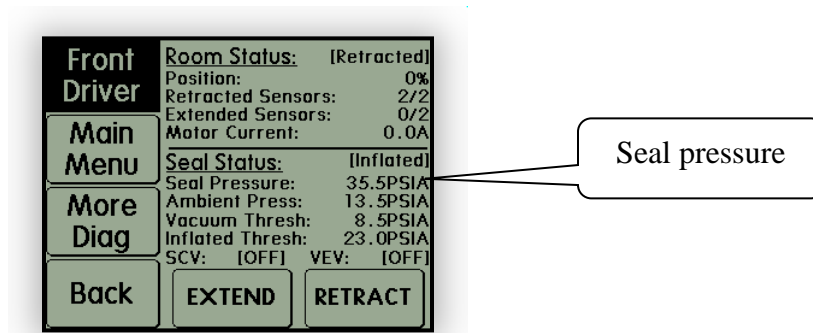 Front
Driver
Main
Menu
More
Diag
Back
Room Status: [Retracted]
Position: 0%
Retracted Sensors: 2/2
Extended Sensors: 0/2
Motor Current: 0.0A
Seal Status: [Inflated]
Seal Pressure: 35.5PSIA
Ambient Press: 13.5PSIA
Vacuum Thresh: 8.5PSIA
Inflated Thresh: 23.0PSIA
SCV: [OFF] VEV: [OFF]
EXTEND RETRACT
Seal pressure